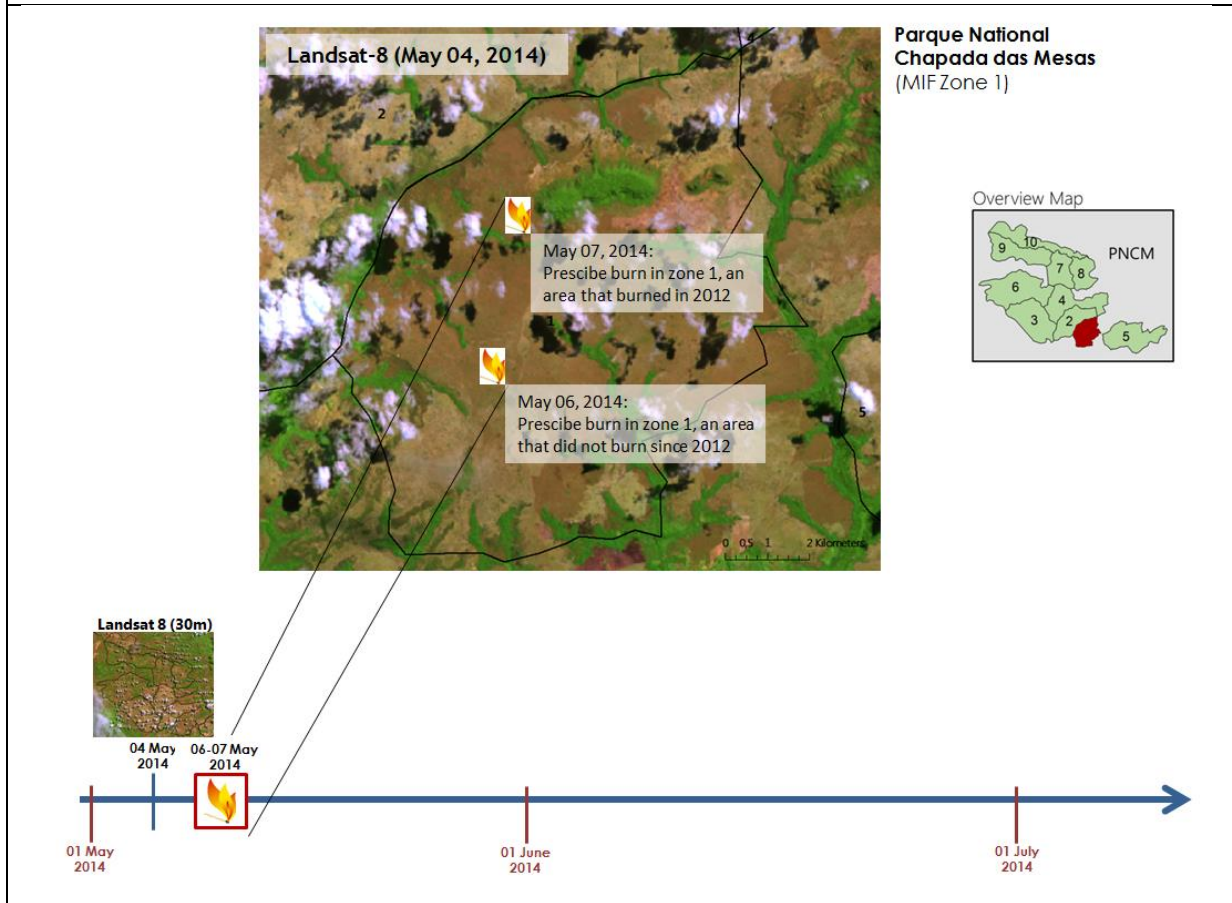 Landsat-8 (May 04, 2014)
Parque National
Chapada das Mesas
(MIF Zone 1)
4
2
May 07, 2014:
Prescibe burn in zone 1, an
area that burned in 2012
1
May 06, 2014:
Prescibe burn in zone 1, an area
that did not burn since 2012
5
0 0,5 1 2 Kilometers
Overview Map
PNCM
9
10
7
8
6
4
3
2
5
Landsat 8 (30m)
04 May
2014
06-07 May
2014
01 May
2014
01 June
2014
01 July
2014